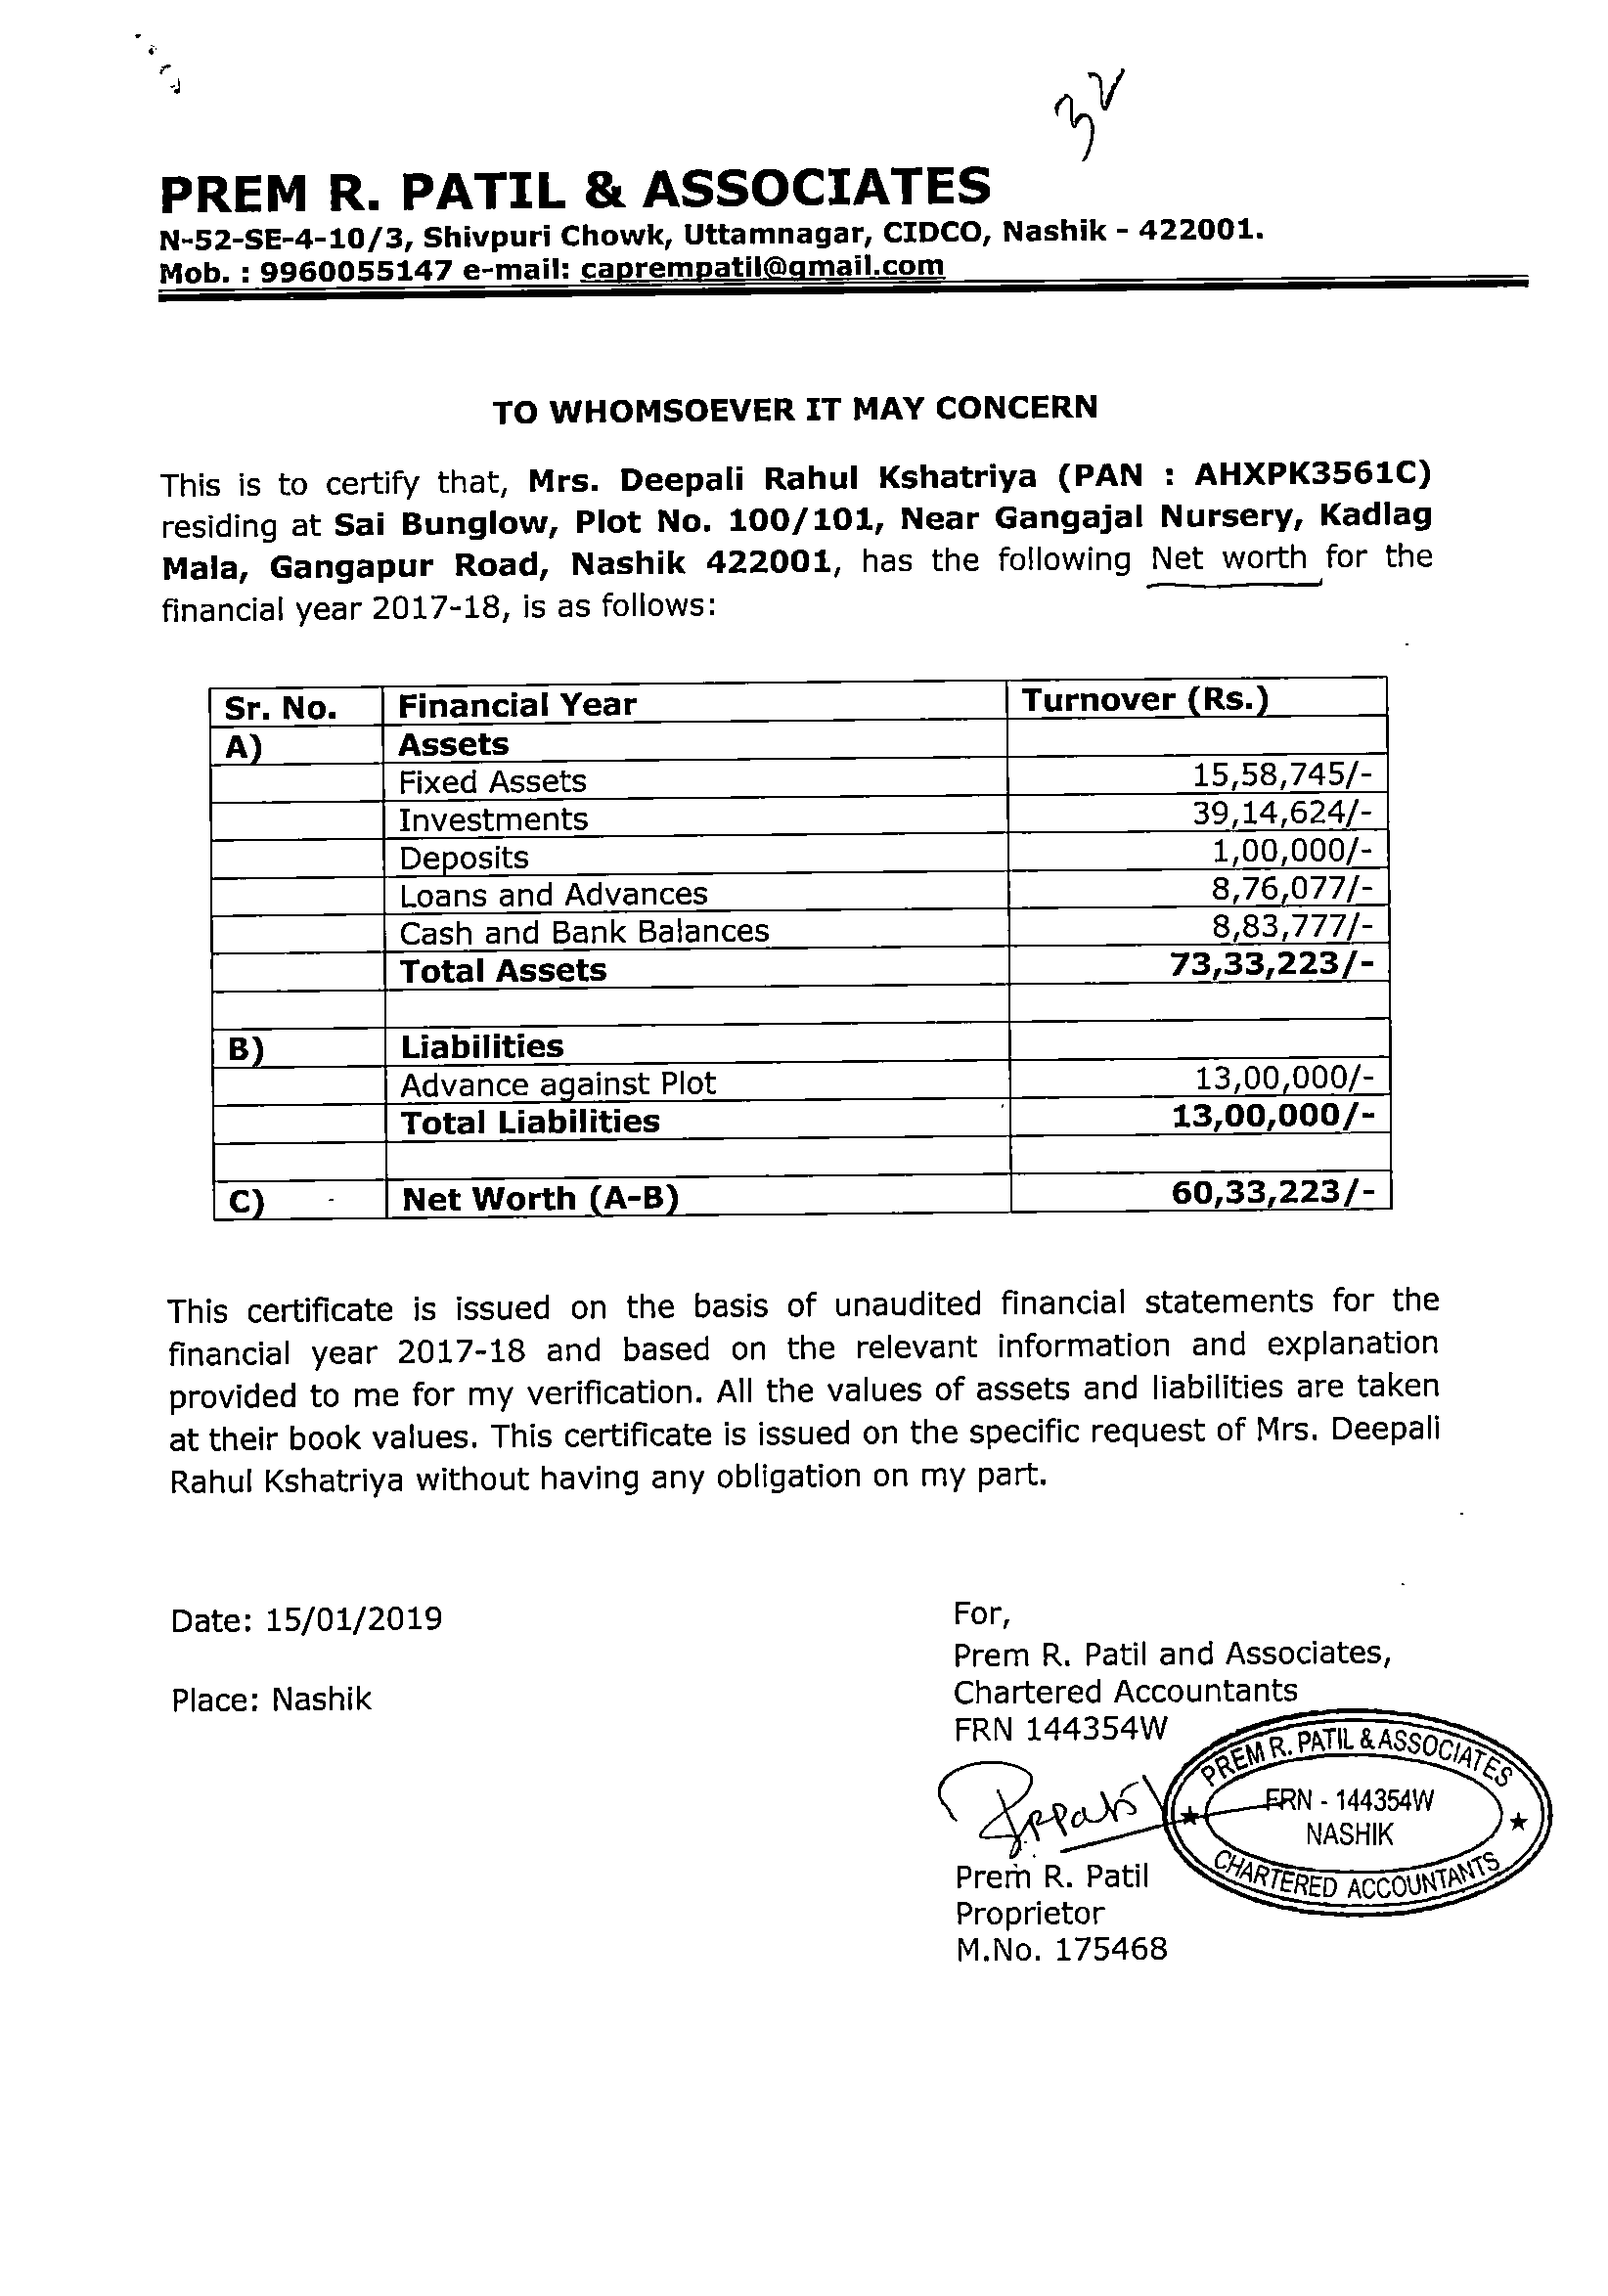 32
PREM R. PATIL & ASSOCIATES
N-52-SE-4-10/3, Shivpuri Chowk, Uttamnagar, CIDCO, Nashik - 422001.
Mob. : 9960055147 e-mail: caprempatil@gmail.com
TO WHOMSOEVER IT MAY CONCERN
This is to certify that, Mrs. Deepali Rahul Kshatriya (PAN : AHXPK3561C)
residing at Sai Bunglow, Plot No. 100/101, Near Gangajal Nursery, Kadlag
Mala, Gangapur Road, Nashik 422001, has the following Net worth for the
financial year 2017-18, is as follows:
Sr. No. Financial Year Turnover (Rs.)
A) Assets
Fixed Assets 15,58,745/-
Investments 39,14,624/-
Deposits 1,00,000/-
Loans and Advances 8,76,077/-
Cash and Bank Balances 8,83,777/-
Total Assets 73,33,223/-
B) Liabilities
Advance against Plot 13,00,000/-
Total Liabilities 13,00,000/-
C) Net Worth (A-B) 60,33,223/-
This certificate is issued on the basis of unaudited financial statements for the
financial year 2017-18 and based on the relevant information and explanation
provided to me for my verification. All the values of assets and liabilities are taken
at their book values. This certificate is issued on the specific request of Mrs. Deepali
Rahul Kshatriya without having any obligation on my part.
Date: 15/01/2019
Place: Nashik
For,
Prem R. Patil and Associates,
Chartered Accountants
FRN 144354W
PREM R. PATIL & ASSOCIATES
FRN - 144354W
NASHIK
CHARTERED ACCOUNTANTS
Prem R. Patil
Proprietor
M.No. 175468